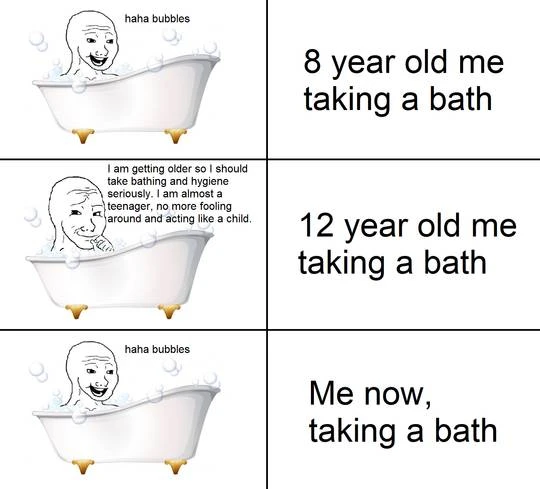 haha bubbles
8 year old me
taking a bath
I am getting older so I should
take bathing and hygiene
seriously. I am almost a
teenager, no more fooling
around and acting like a child.
12 year old me
taking a bath
haha bubbles
Me now,
taking a bath